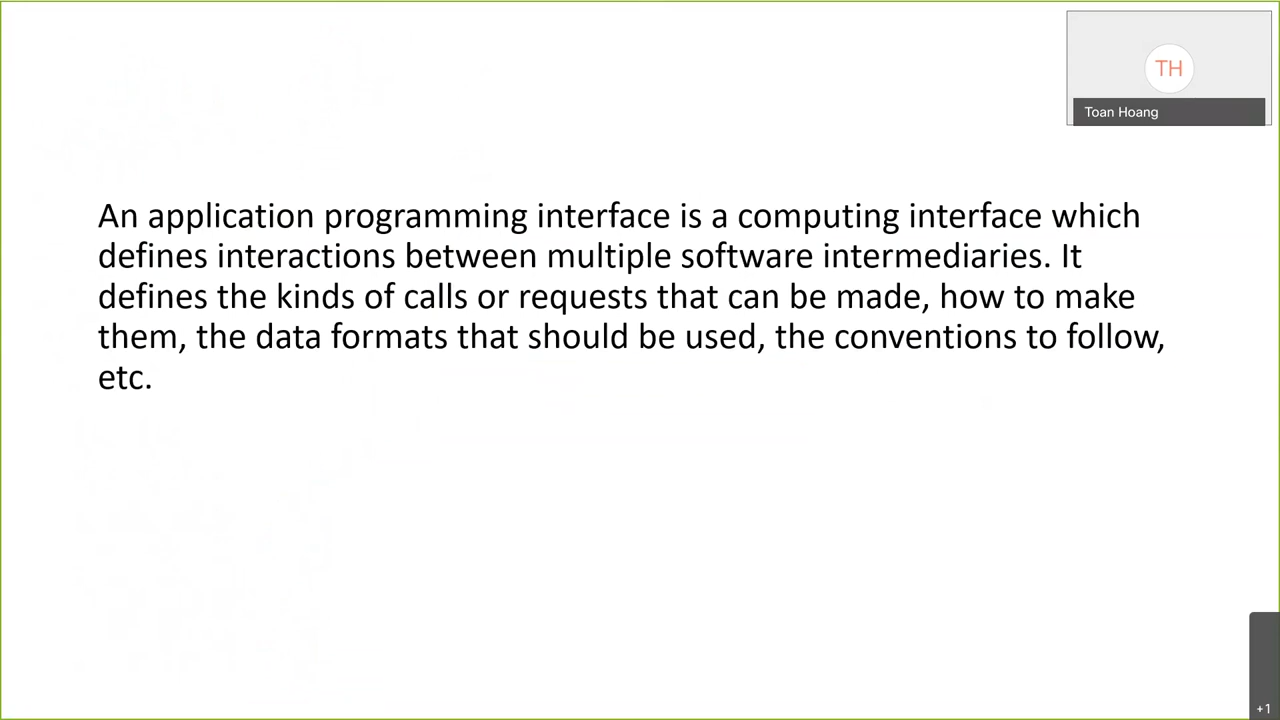 TH
Toan Hoang
An application programming interface is a computing interface which
defines interactions between multiple software intermediaries. It
defines the kinds of calls or requests that can be made, how to make
them, the data formats that should be used, the conventions to follow,
etc.
+1